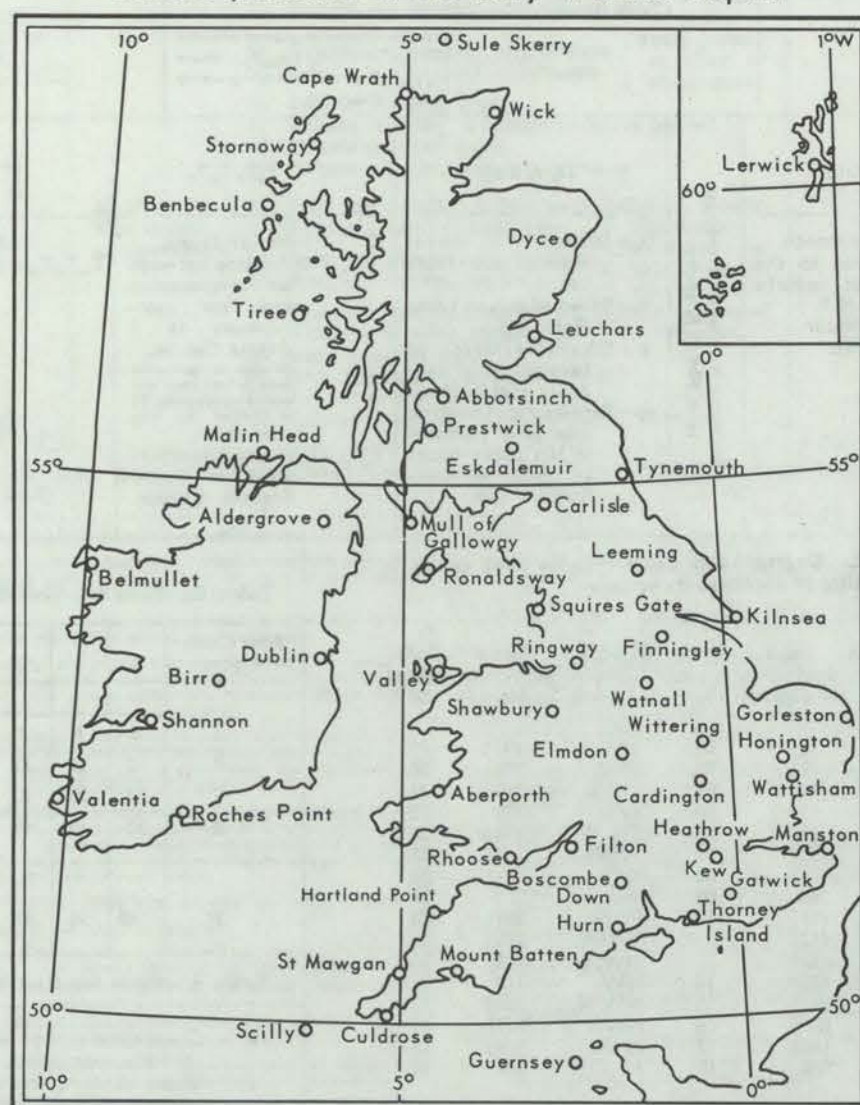 10°
5°
Sule Skerry
1°W
Cape Wrath
Wick
Stornoway
Lerwick
60°
Benbecula
Dyce
Tiree
Leuchars
0°
Abbotsinch
Prestwick
Malin Head
Eskdalemuir
Tynemouth
55°
55°
Carlisle
Aldergrove
Mull of
Galloway
Leeming
Belmullet
Ronaldsway
Squires Gate
Kilnsea
Dublin
Ringway
Finningley
Birr
Valley
Watnall
Shawbury
Gorleston
Shannon
Wittering
Honington
Elmdon
Valentia
Aberporth
Cardington
Wattisham
Roches Point
Heathrow
Manston
Rhoose
Filton
Kew
Boscombe
Down
Gatwick
Hartland Point
Thorney
Island
Hurn
St Mawgan
Mount Batten
50°
50°
Scilly
Culdrose
Guernsey
10°
5°
0°